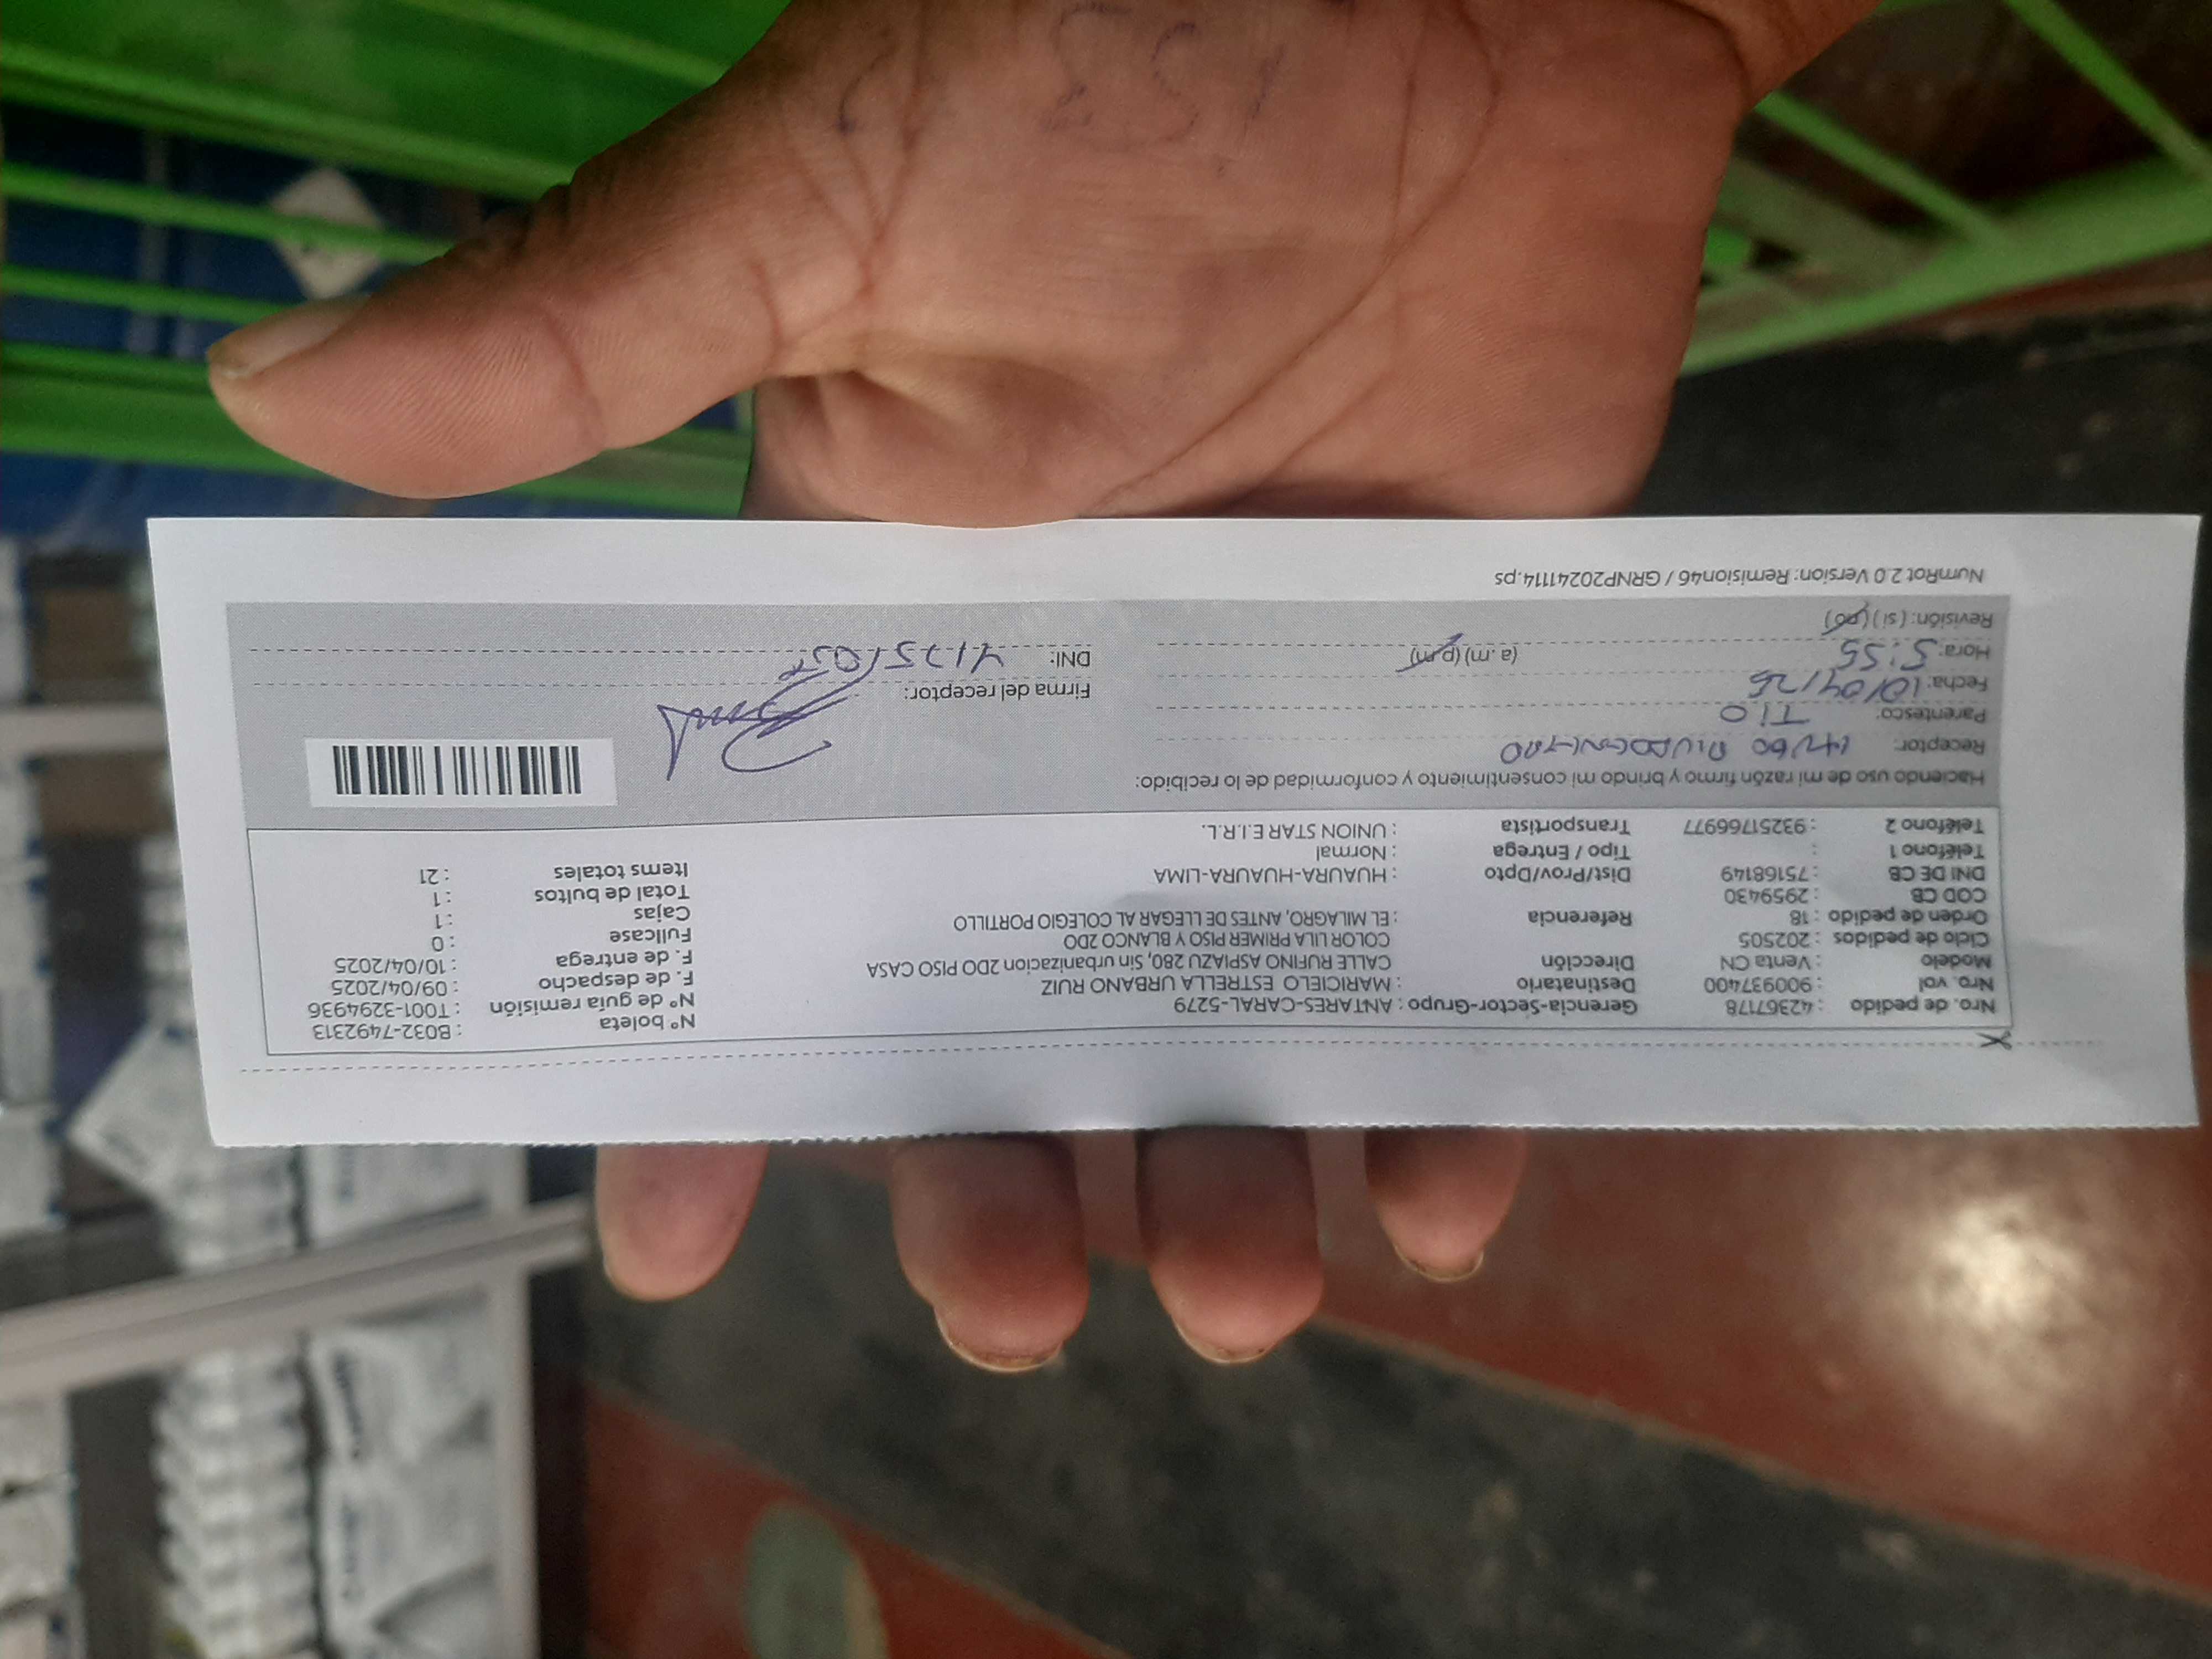 Nro. de pedido : 42367178 Gerencia-Sector-Grupo : ANTARES-CARAL-5279 N° boleta : B032-7492313
Nro. vol : 9009937400 Destinatario : MARICIELO ESTRELLA URBANO RUIZ N° de guía remisión : T001-3294936
Modelo : Venta CN Dirección CALLE RUFINO ASPIAZU 280, Sin urbanizacion 2DO PISO CASA F. de despacho : 09/04/2025
Ciclo de pedidos : 202505 COLOR LILA PRIMER PISO Y BLANCO 2DO F. de entrega : 10/04/2025
Orden de pedido : 18 Referencia : EL MILAGRO, ANTES DE LLEGAR AL COLEGIO PORTILLO Fullcase : 0
COD CB : 2959430 Cajas : 1
DNI DE CB : 75168149 Dist/Prov/Dpto : HUAURA-HUAURA-LIMA Total de bultos : 1
Teléfono 1 : Tipo / Entrega : Normal Items totales : 21
Teléfono 2 : 93251766977 Transportista : UNION STAR E.I.R.L.
Haciendo uso de mi razón firmo y brindo mi consentimiento y conformidad de lo recibido:
Receptor:
Parentesco: TIO Firma del receptor:
Fecha: 10/04/25
Hora: 5:55 (a.m) (p.m) DNI:
Revisión: (si) (no)
NumRot 2.0 Version: Remision46 / GRNP20241114.ps